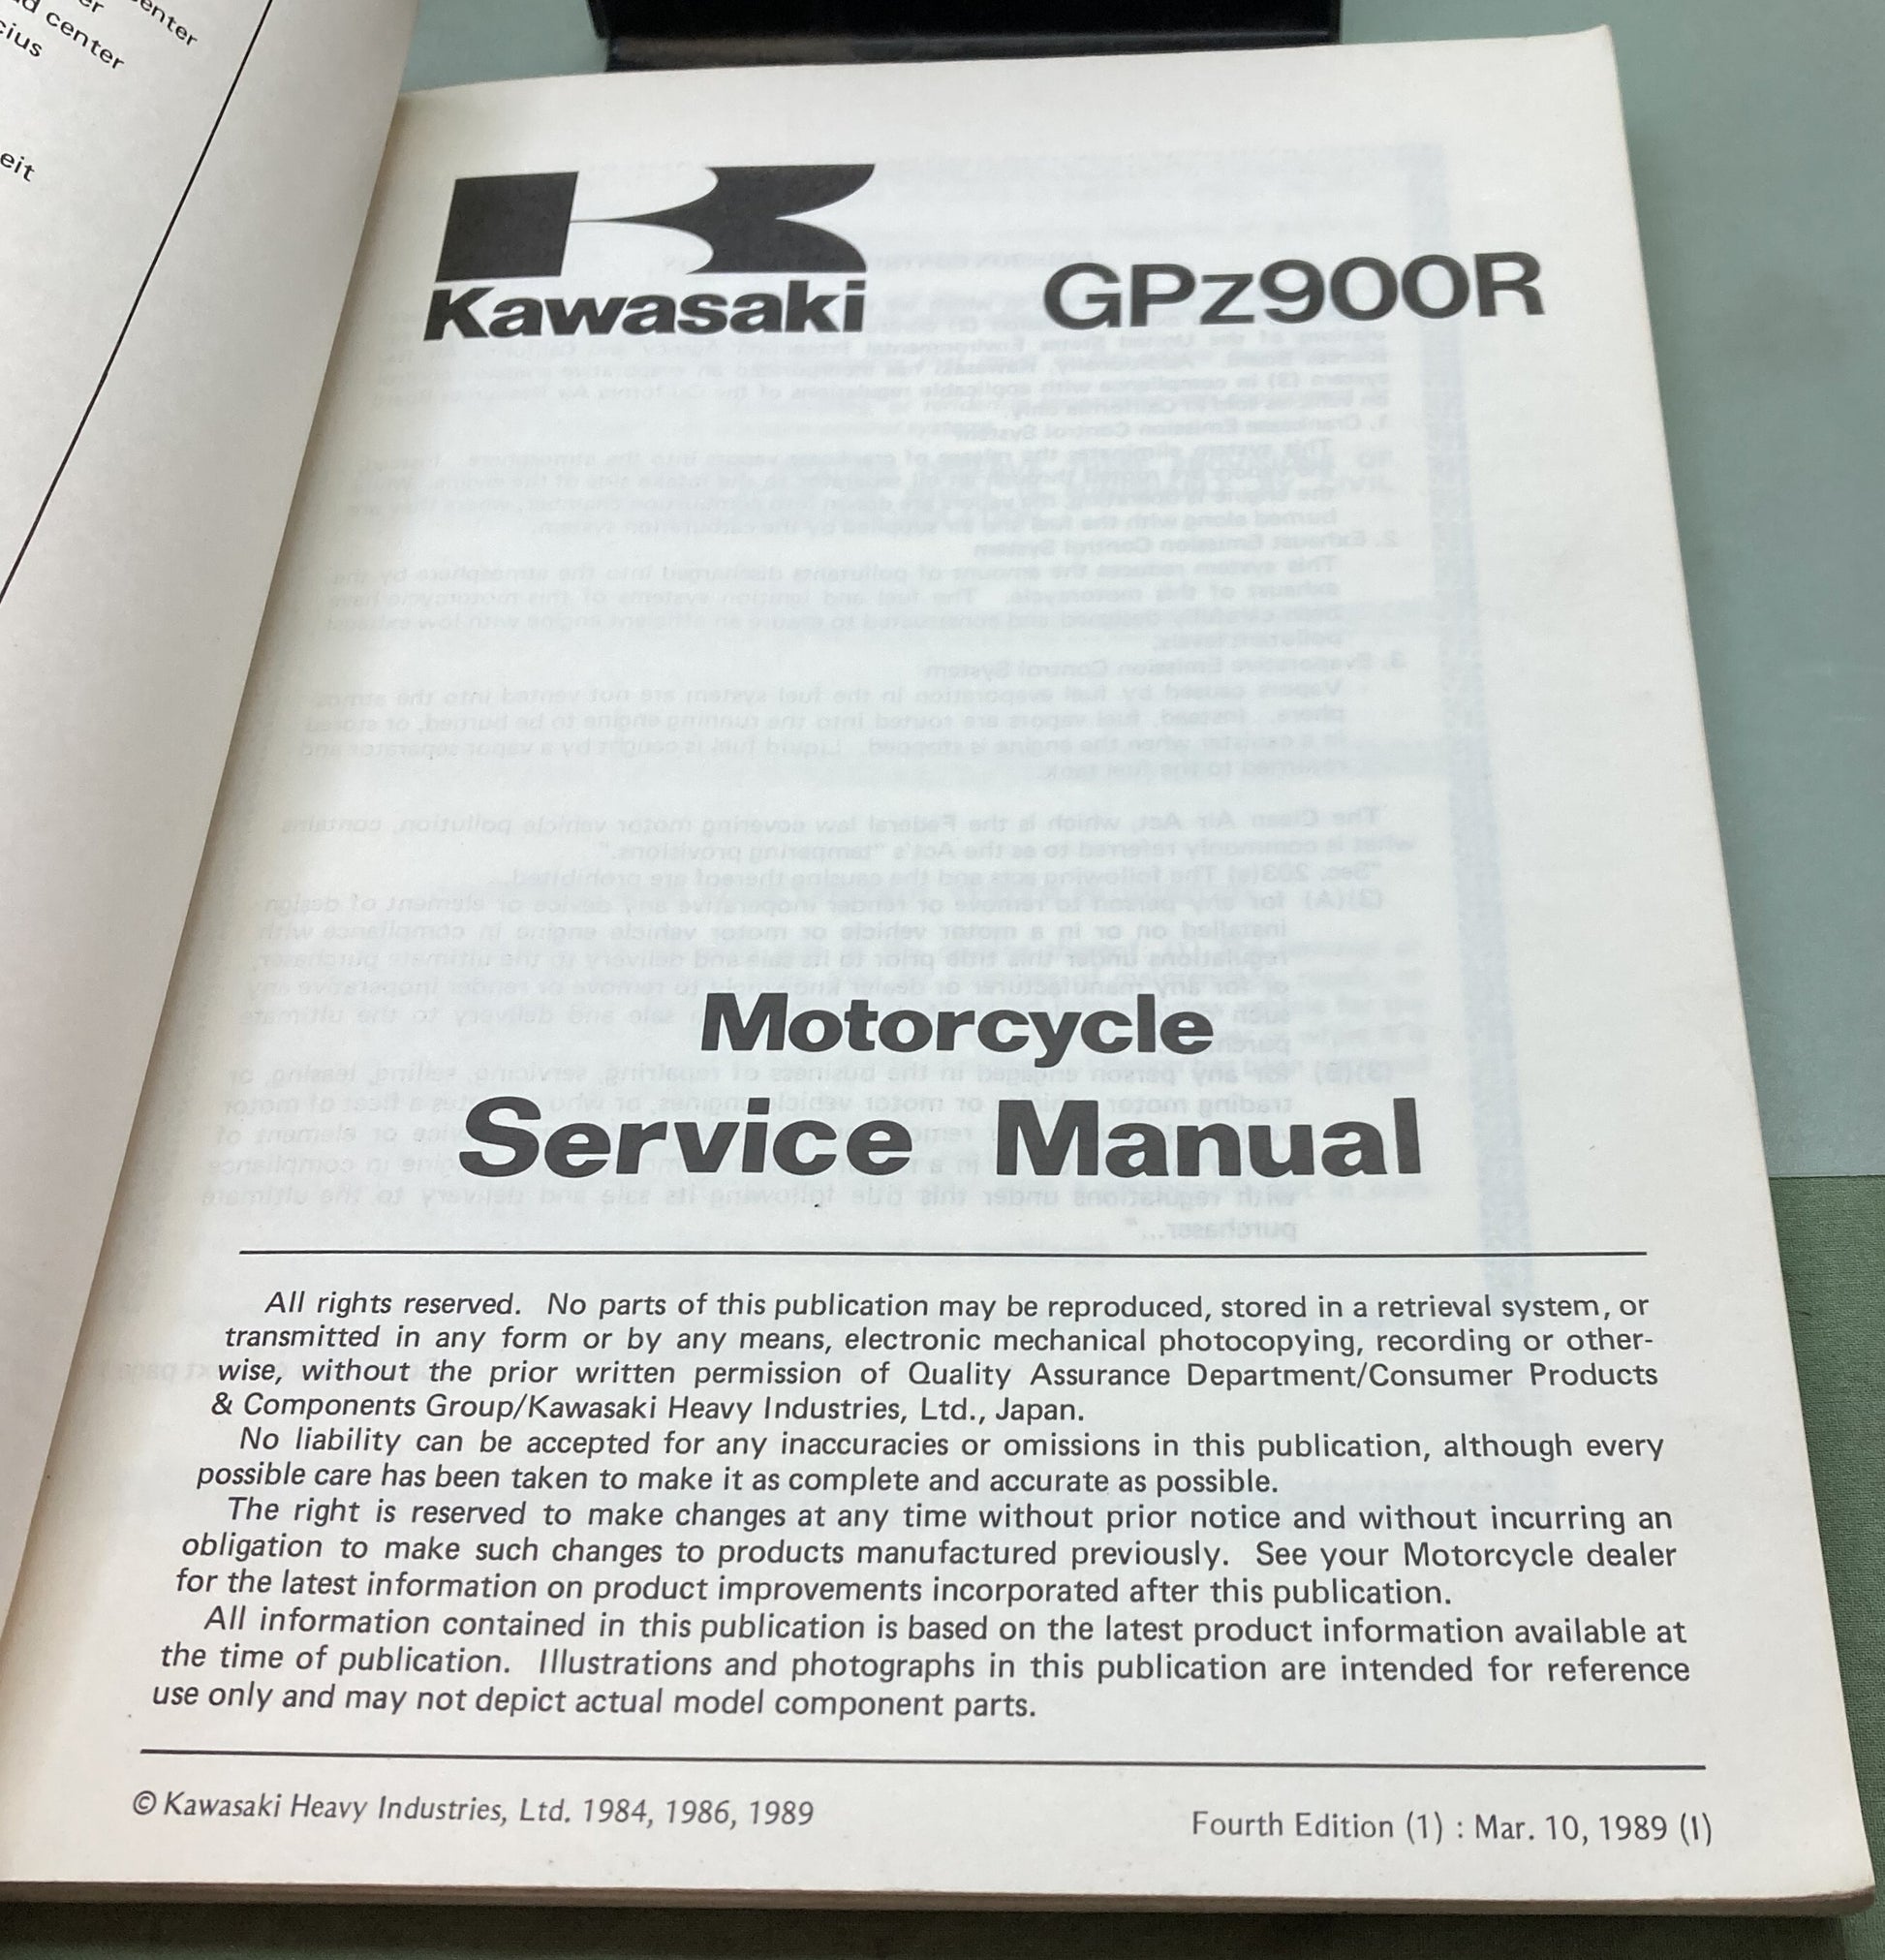 enter
er
center
cius
eit
Kawasaki
GPz900R
Motorcycle
Service Manual
All rights reserved. No parts of this publication may be reproduced, stored in a retrieval system, or
transmitted in any form or by any means, electronic mechanical photocopying, recording or other-
wise, without the prior written permission of Quality Assurance Department/Consumer Products
& Components Group/Kawasaki Heavy Industries, Ltd., Japan.
No liability can be accepted for any inaccuracies or omissions in this publication, although every
possible care has been taken to make it as complete and accurate as possible.
The right is reserved to make changes at any time without prior notice and without incurring an
obligation to make such changes to products manufactured previously. See your Motorcycle dealer
for the latest information on product improvements incorporated after this publication.
All information contained in this publication is based on the latest product information available at
the time of publication. Illustrations and photographs in this publication are intended for reference
use only and may not depict actual model component parts.
© Kawasaki Heavy Industries, Ltd. 1984, 1986, 1989
Fourth Edition (1) : Mar. 10, 1989 (I)